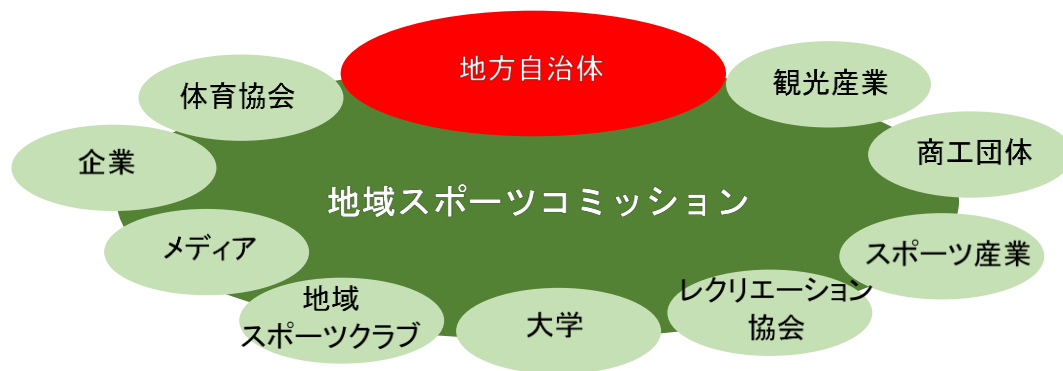 地方自治体
体育協会
観光産業
企業
商工団体
地域スポーツコミッション
メディア
スポーツ産業
地域
スポーツクラブ
大学
レクリエーション
協会